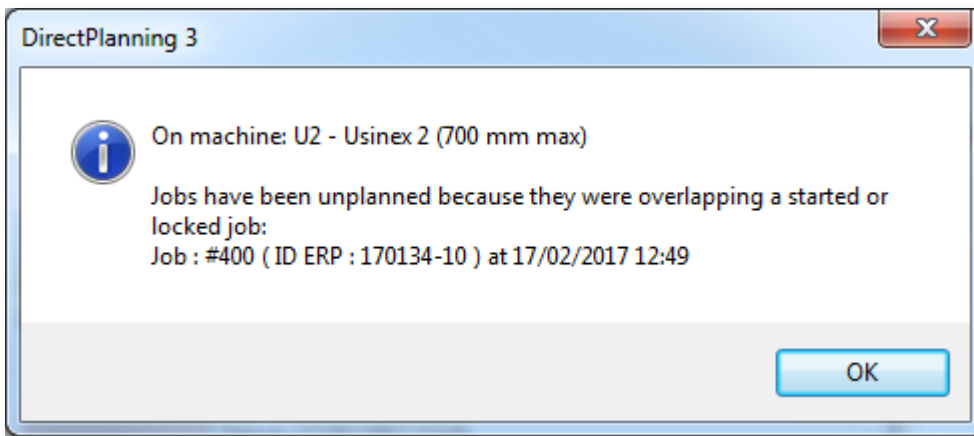 DirectPlanning 3
On machine: U2 - Usinex 2 (700 mm max)
Jobs have been unplanned because they were overlapping a started or
locked job:
Job : #400 ( ID ERP : 170134-10 ) at 17/02/2017 12:49
OK